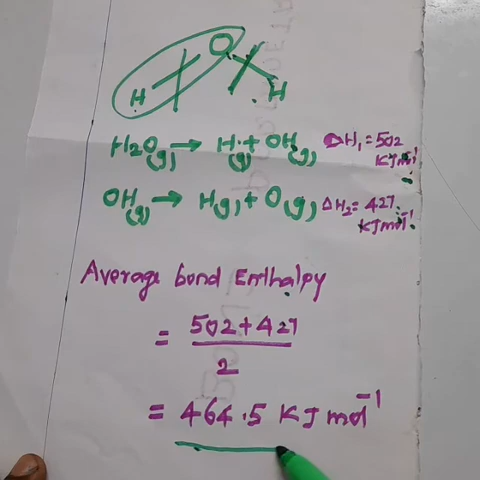 O
H H
H₂O(g) → H(g) + OH(g) ΔH₁ = 502 KJmol⁻¹
OH(g) → H(g) + O(g) ΔH₂ = 427 KJmol⁻¹
Average bond Enthalpy
= 502+427
2
= 464.5 KJ mol⁻¹